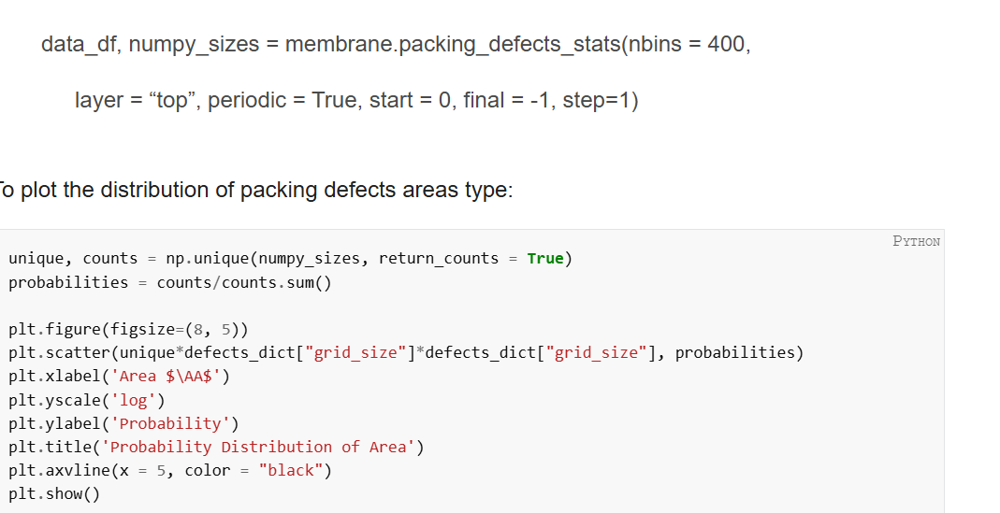 data_df, numpy_sizes = membrane.packing_defects_stats(nbins = 400,
layer = “top”, periodic = True, start = 0, final = -1, step=1)
To plot the distribution of packing defects areas type:
PYTHON
unique, counts = np.unique(numpy_sizes, return_counts = True)
probabilities = counts/counts.sum()
plt.figure(figsize=(8, 5))
plt.scatter(unique*defects_dict["grid_size"]*defects_dict["grid_size"], probabilities)
plt.xlabel('Area $\AA$')
plt.yscale('log')
plt.ylabel('Probability')
plt.title('Probability Distribution of Area')
plt.axvline(x = 5, color = "black")
plt.show()